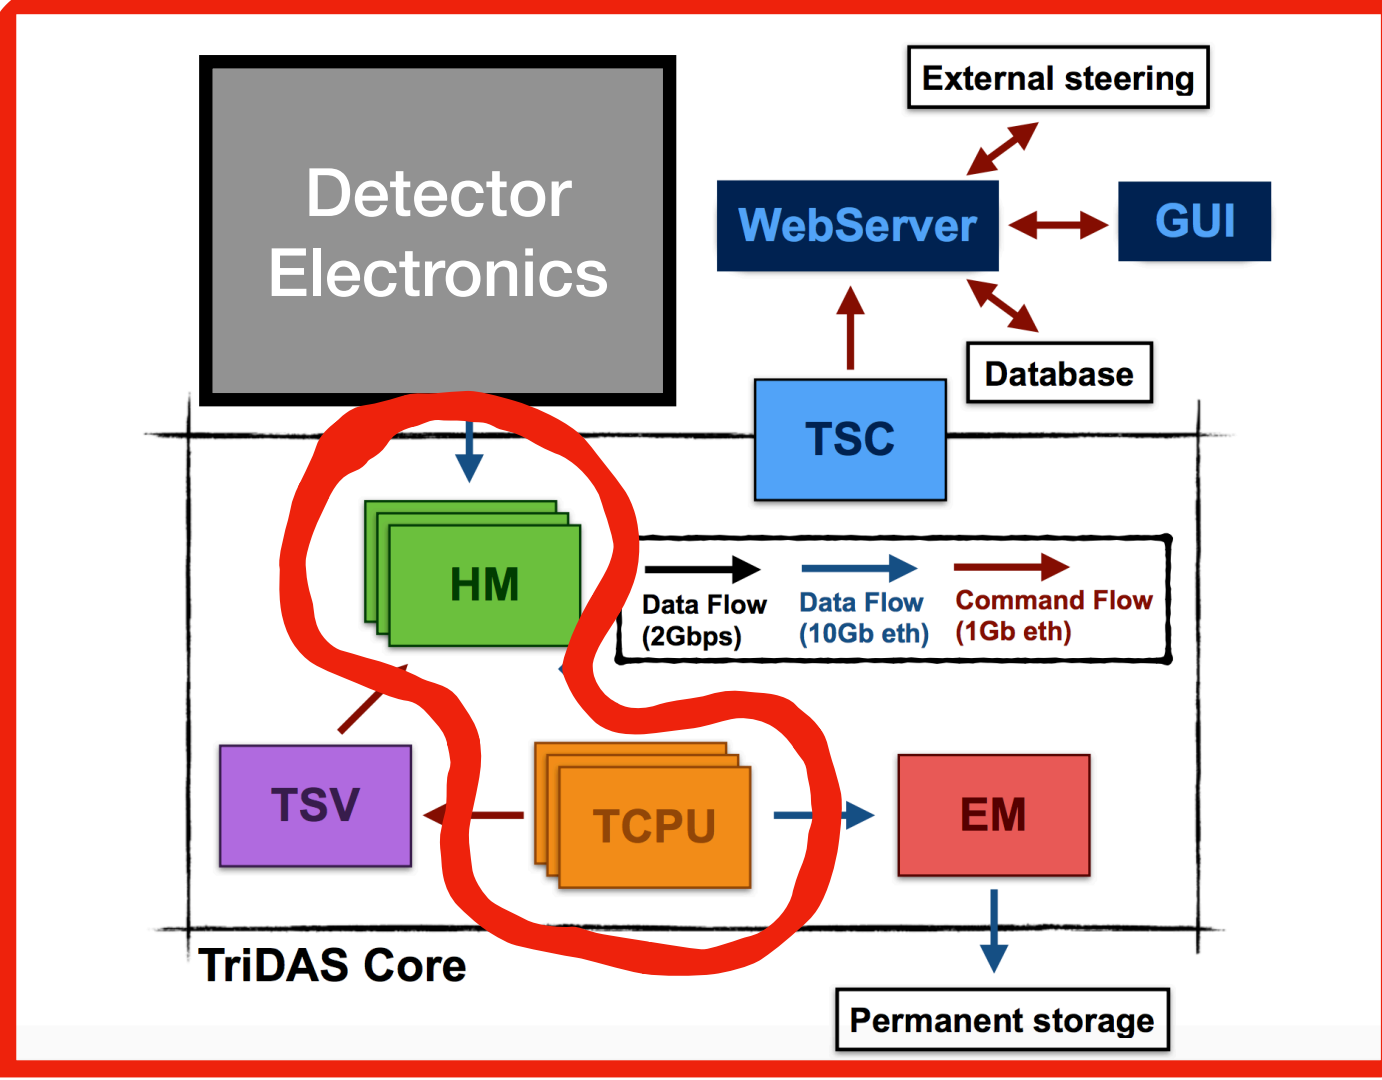 Detector
Electronics
External steering
WebServer
GUI
Database
TSC
HM
Data Flow
(2Gbps)
Data Flow
(10Gb eth)
Command Flow
(1Gb eth)
TSV
TCPU
EM
TriDAS Core
Permanent storage